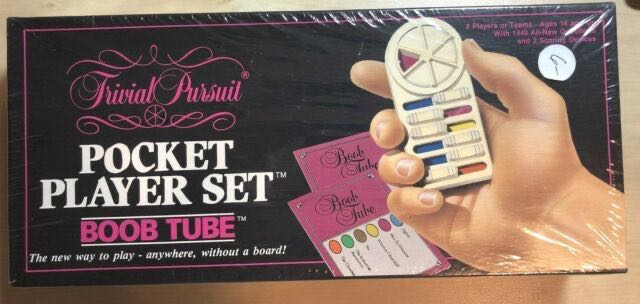 Trivial Pursuit®
POCKET
PLAYER SET™
BOOB TUBE™
The new way to play - anywhere, without a board!
2 Players or Teams - Ages 16 and
With 1440 All-New
and 2 Scoring Devices
6-
Boob
Tube
Boob
Tube